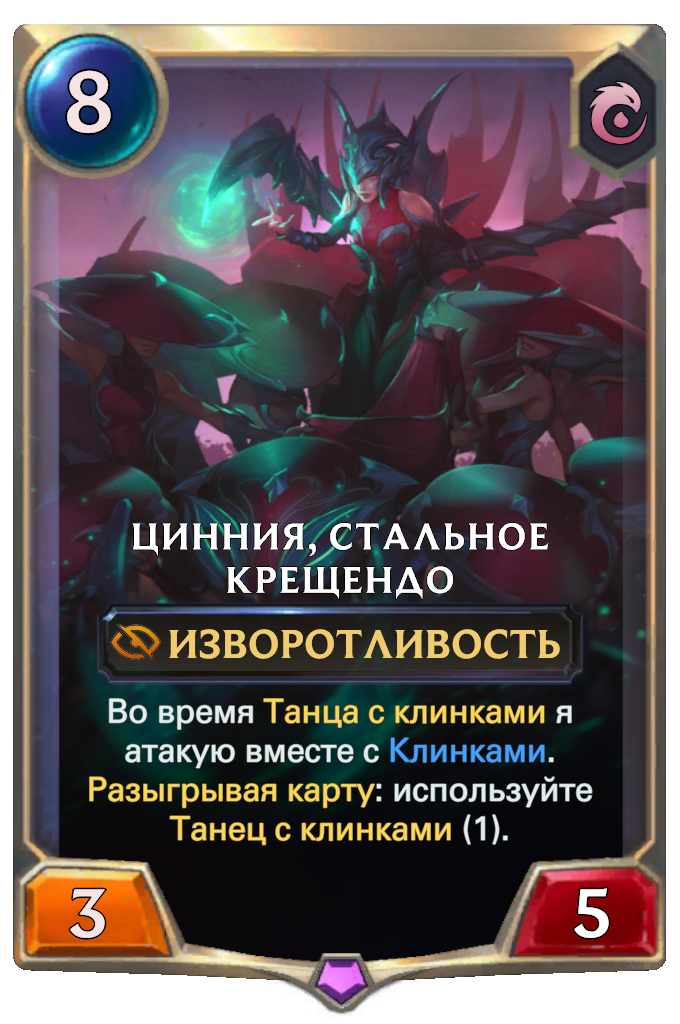 8
ЦИННИЯ, СТАЛЬНОЕ
КРЕЩЕНДО
ИЗВОРОТЛИВОСТЬ
Во время Танца с клинками я
атакую вместе с Клинками.
Разыгрывая карту: используйте
Танец с клинками (1).
3
5